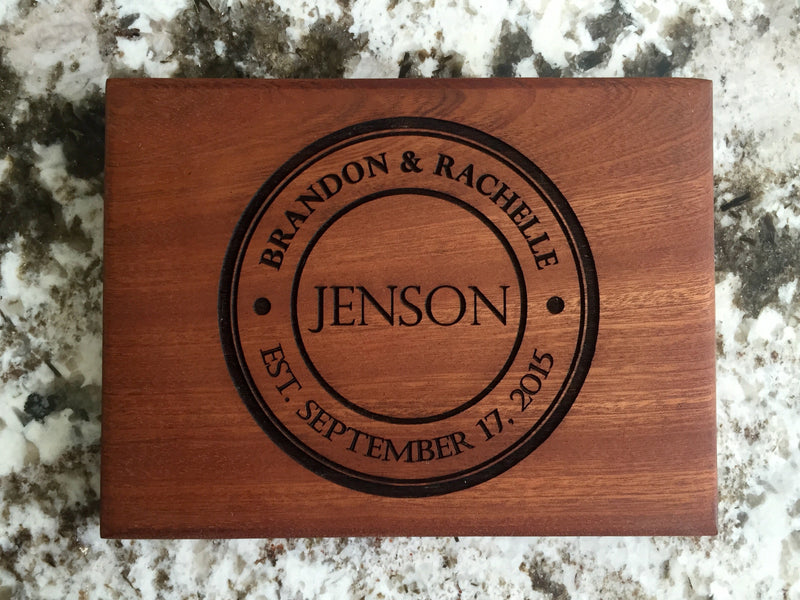 BRANDON & RACHELLE
JENSON
EST. SEPTEMBER 17, 2015